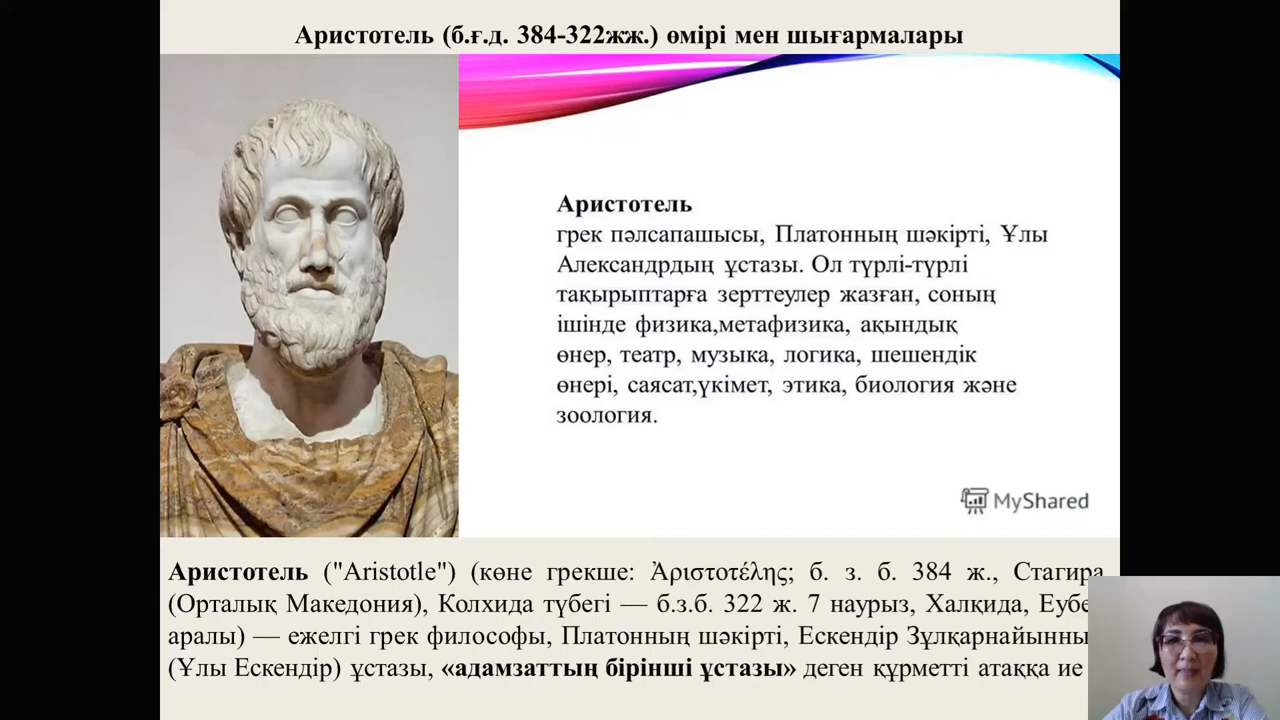 Аристотель (б.ғ.д. 384-322жж.) өмірі мен шығармалары
Аристотель
грек пәлсапашысы, Платонның шәкірті, Ұлы
Александрдың ұстазы. Ол түрлі-түрлі
тақырыптарға зерттеулер жазған, соның
ішінде физика,метафизика, ақындық
өнер, театр, музыка, логика, шешендік
өнері, саясат,үкімет, этика, биология және
зоология.
MyShared
Аристотель ("Aristotle") (көне грекше: Ἀριστοτέλης; б. з. б. 384 ж., Стагира
(Орталық Македония), Колхида түбегі — б.з.б. 322 ж. 7 наурыз, Халқида,
аралы) — ежелгі грек философы, Платонның шәкірті, Ескендір
(Ұлы Ескендір) ұстазы, «адамзаттың бірінші ұстазы» деген құрметті атаққа ие